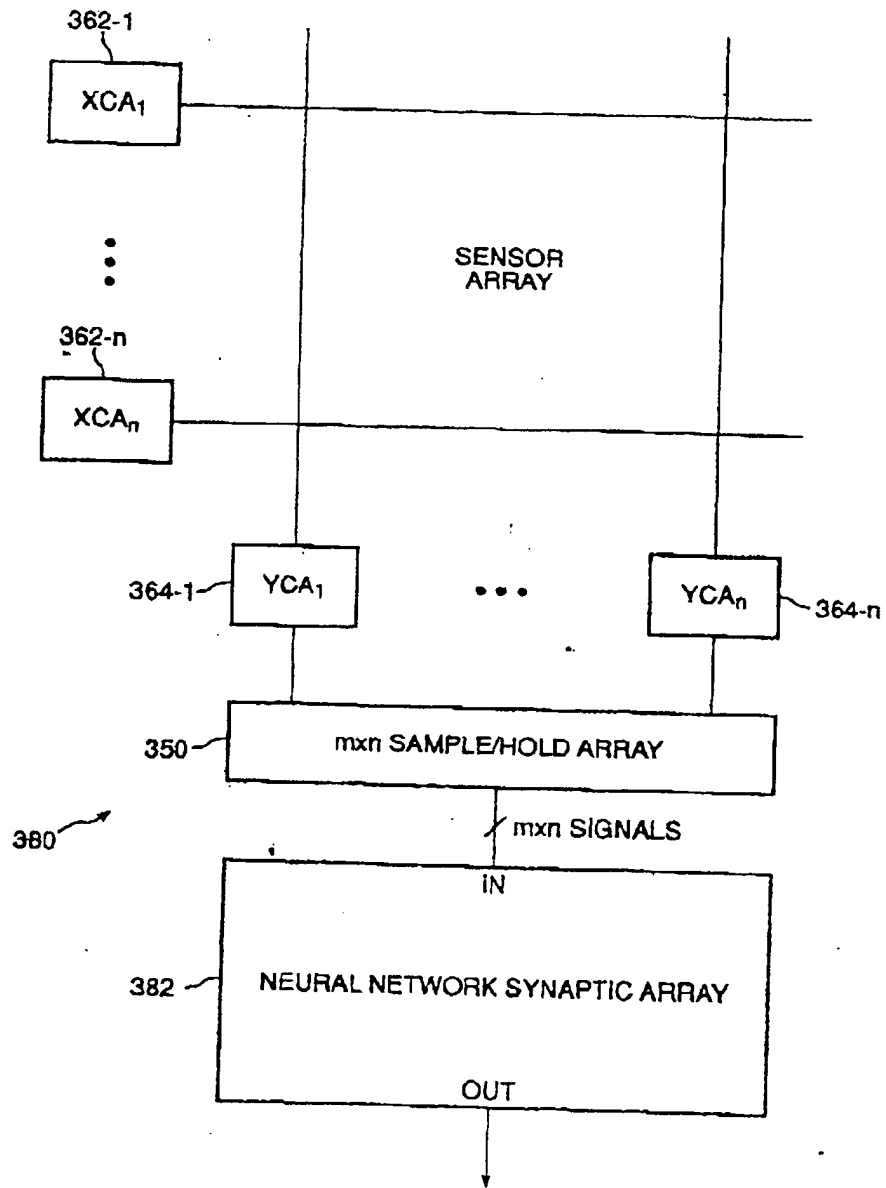 362-1
XCA₁
SENSOR
ARRAY
362-n
XCAₙ
364-1
YCA₁
YCAₙ
364-n
350
mxn SAMPLE/HOLD ARRAY
380
mxn SIGNALS
IN
382
NEURAL NETWORK SYNAPTIC ARRAY
OUT